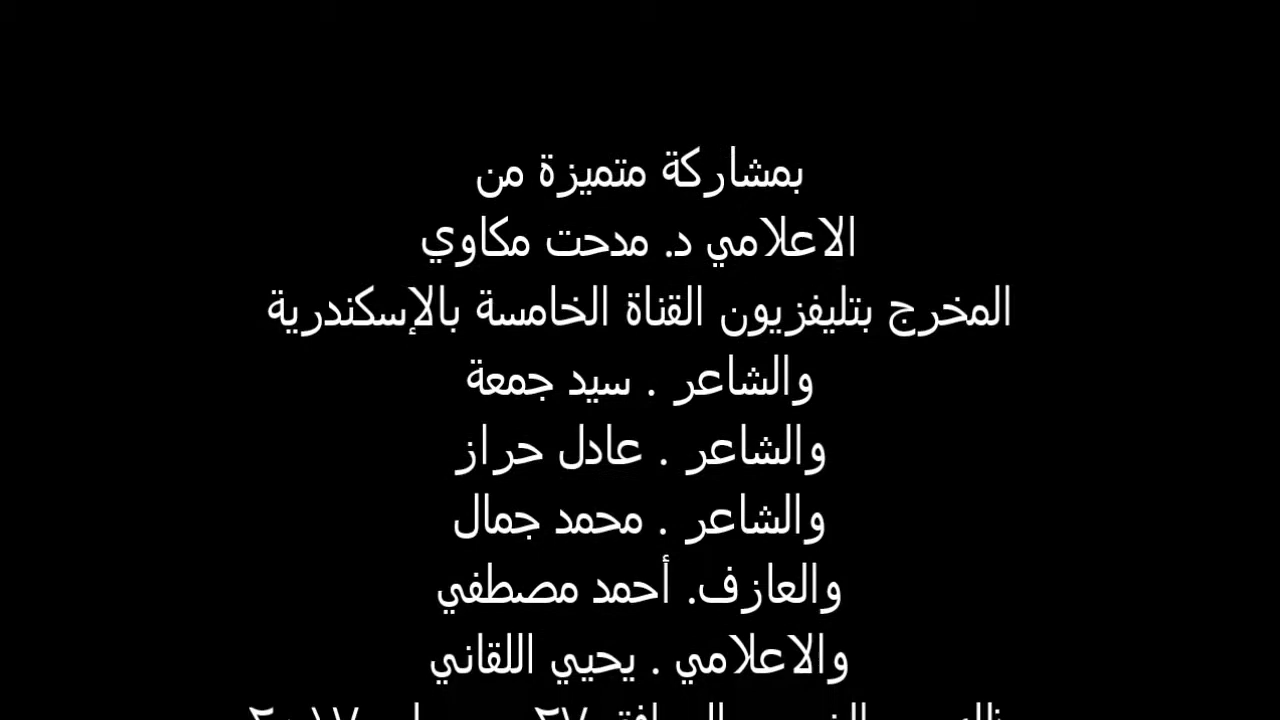 بمشاركة متميزة من
الاعلامي د. مدحت مكاوي
المخرج بتليفزيون القناة الخامسة بالإسكندرية
والشاعر . سيد جمعة
والشاعر . عادل حراز
والشاعر . محمد جمال
والعازف. أحمد مصطفي
والاعلامي . يحيي اللقاني